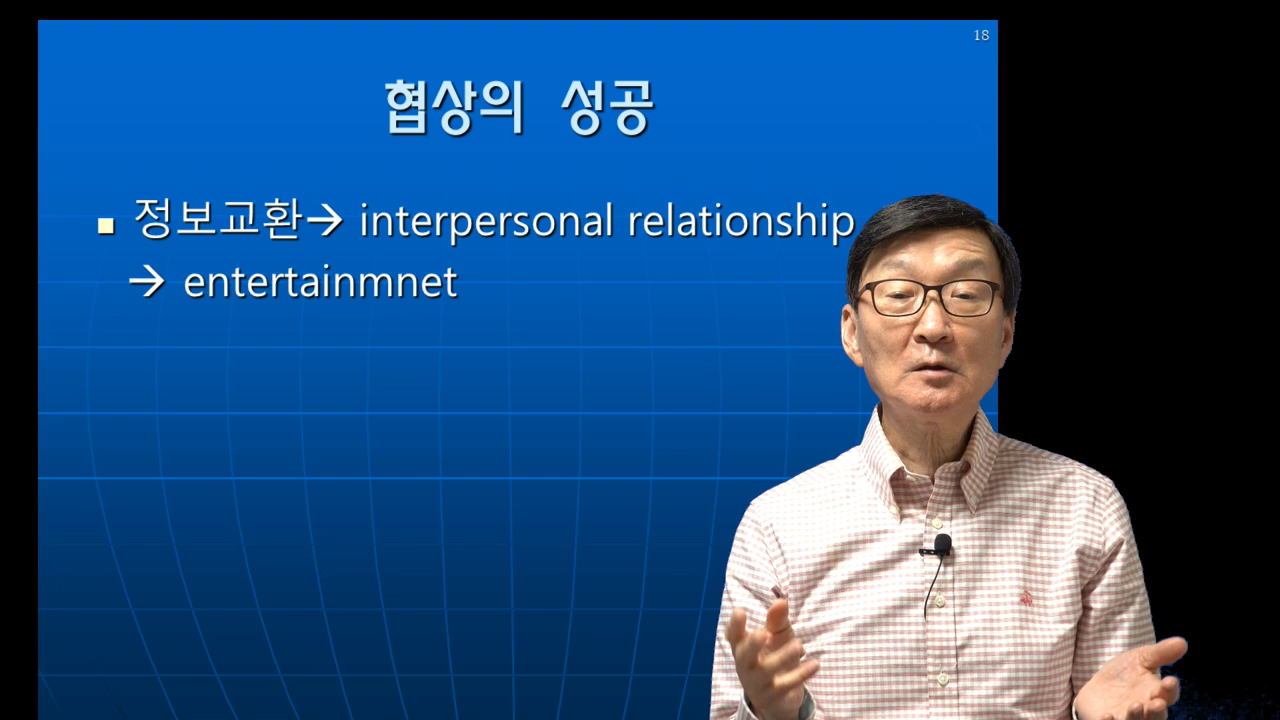 18
협상의 성공
■ 정보교환→ interpersonal relationship
→ entertainmnet